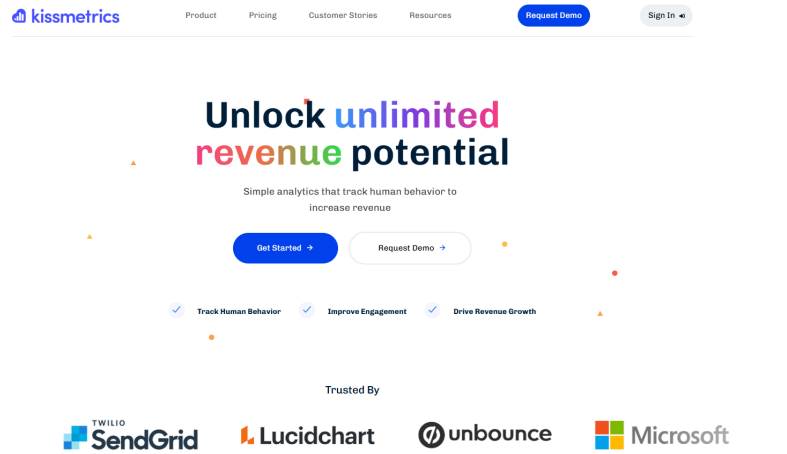 kissmetrics
Product
Pricing
Customer Stories
Resources
Request Demo
Sign In
Unlock unlimited
revenue potential
Simple analytics that track human behavior to
increase revenue
Get Started
Request Demo
Track Human Behavior
Improve Engagement
Drive Revenue Growth
Trusted By
TWILIO
SendGrid
Lucidchart
unbounce
Microsoft